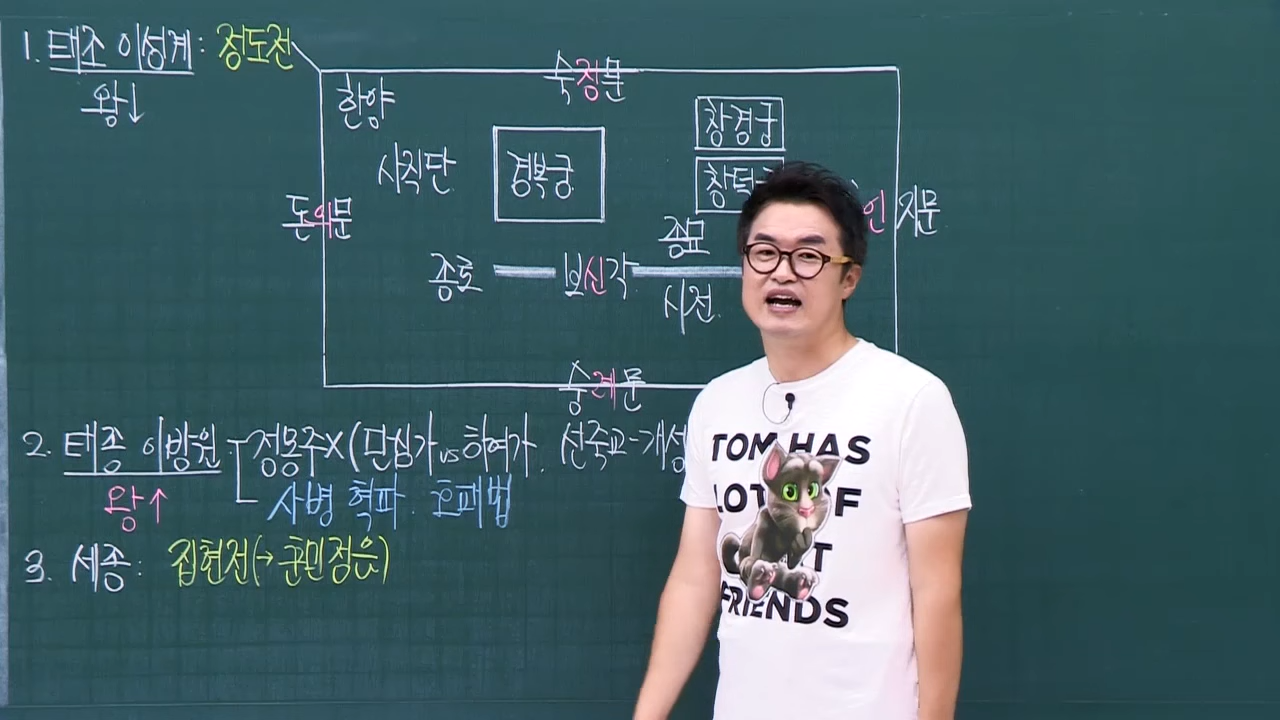 1. 태조 이성계 : 정도전
왕↓
한양
숙정문
창경궁
사직단
경복궁
창덕
돈의문
인지문
종묘
종로
보신각
시전
숭례문
2. 태종 이방원 정몽주X (단심가 vs 하여가. 선죽교-개성
왕↑
사병 혁파. 호패법
3. 세종 : 집현전(→훈민정음)
TOM HAS
LOT OF
FRIENDS